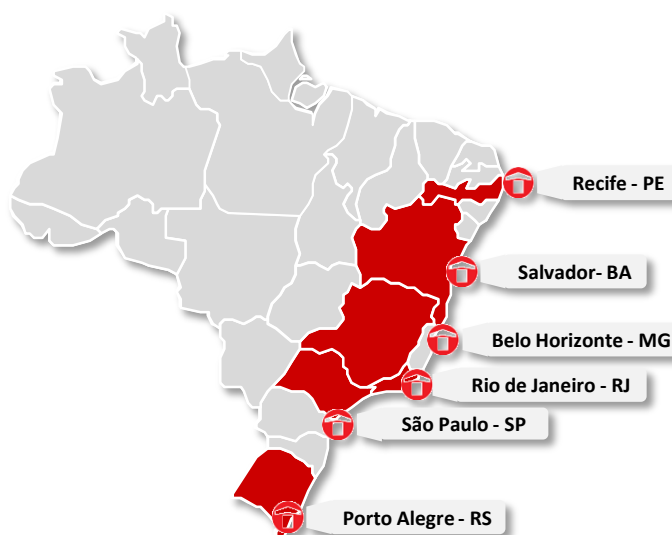 Recife - PE
Salvador- BA
Belo Horizonte - MG
Rio de Janeiro - RJ
São Paulo - SP
Porto Alegre - RS